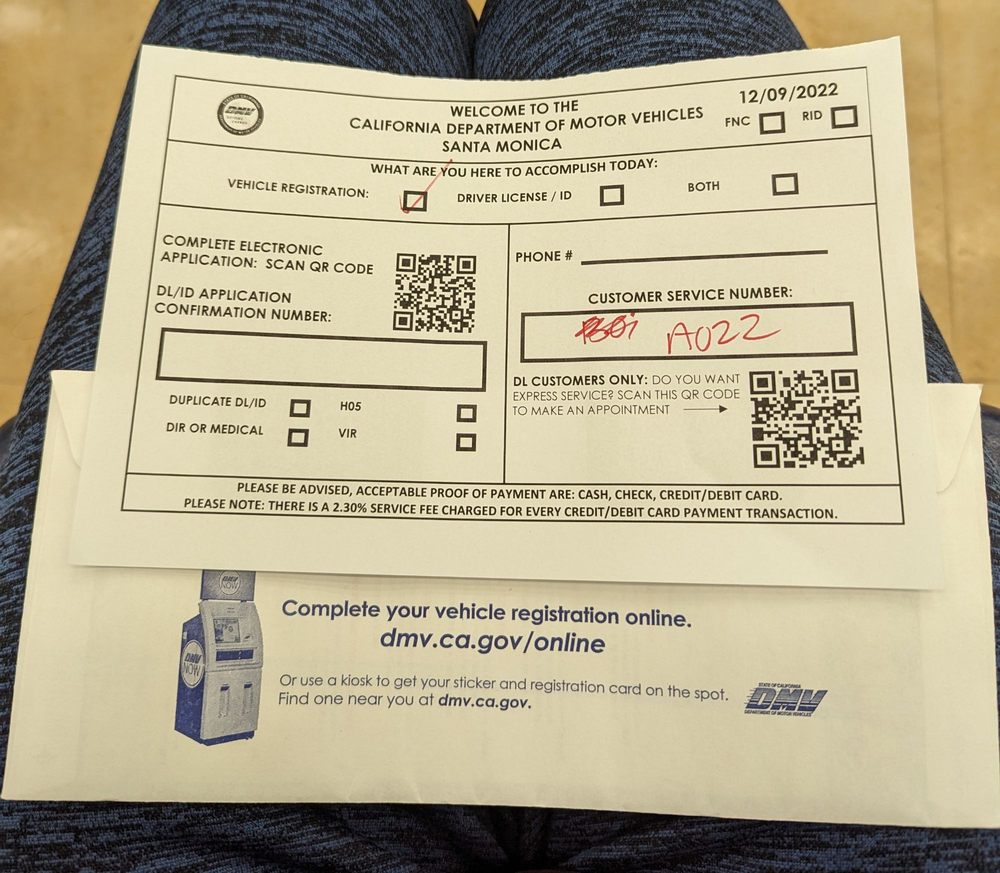 WELCOME TO THE
CALIFORNIA DEPARTMENT OF MOTOR VEHICLES
SANTA MONICA
12/09/2022
FNC RID
WHAT ARE YOU HERE TO ACCOMPLISH TODAY:
VEHICLE REGISTRATION: DRIVER LICENSE / ID BOTH
COMPLETE ELECTRONIC
APPLICATION: SCAN QR CODE
DL/ID APPLICATION
CONFIRMATION NUMBER:
DUPLICATE DL/ID H05
DIR OR MEDICAL VIR
PHONE #
CUSTOMER SERVICE NUMBER:
A022
DL CUSTOMERS ONLY: DO YOU WANT
EXPRESS SERVICE? SCAN THIS QR CODE
TO MAKE AN APPOINTMENT
PLEASE BE ADVISED, ACCEPTABLE PROOF OF PAYMENT ARE: CASH, CHECK, CREDIT/DEBIT CARD.
PLEASE NOTE: THERE IS A 2.30% SERVICE FEE CHARGED FOR EVERY CREDIT/DEBIT CARD PAYMENT TRANSACTION.
DMV
NOW
DMV
NOW
Complete your vehicle registration online.
dmv.ca.gov/online
Or use a kiosk to get your sticker and registration card on the spot.
Find one near you at dmv.ca.gov.
STATE OF CALIFORNIA
DMV
DEPARTMENT OF MOTOR VEHICLES